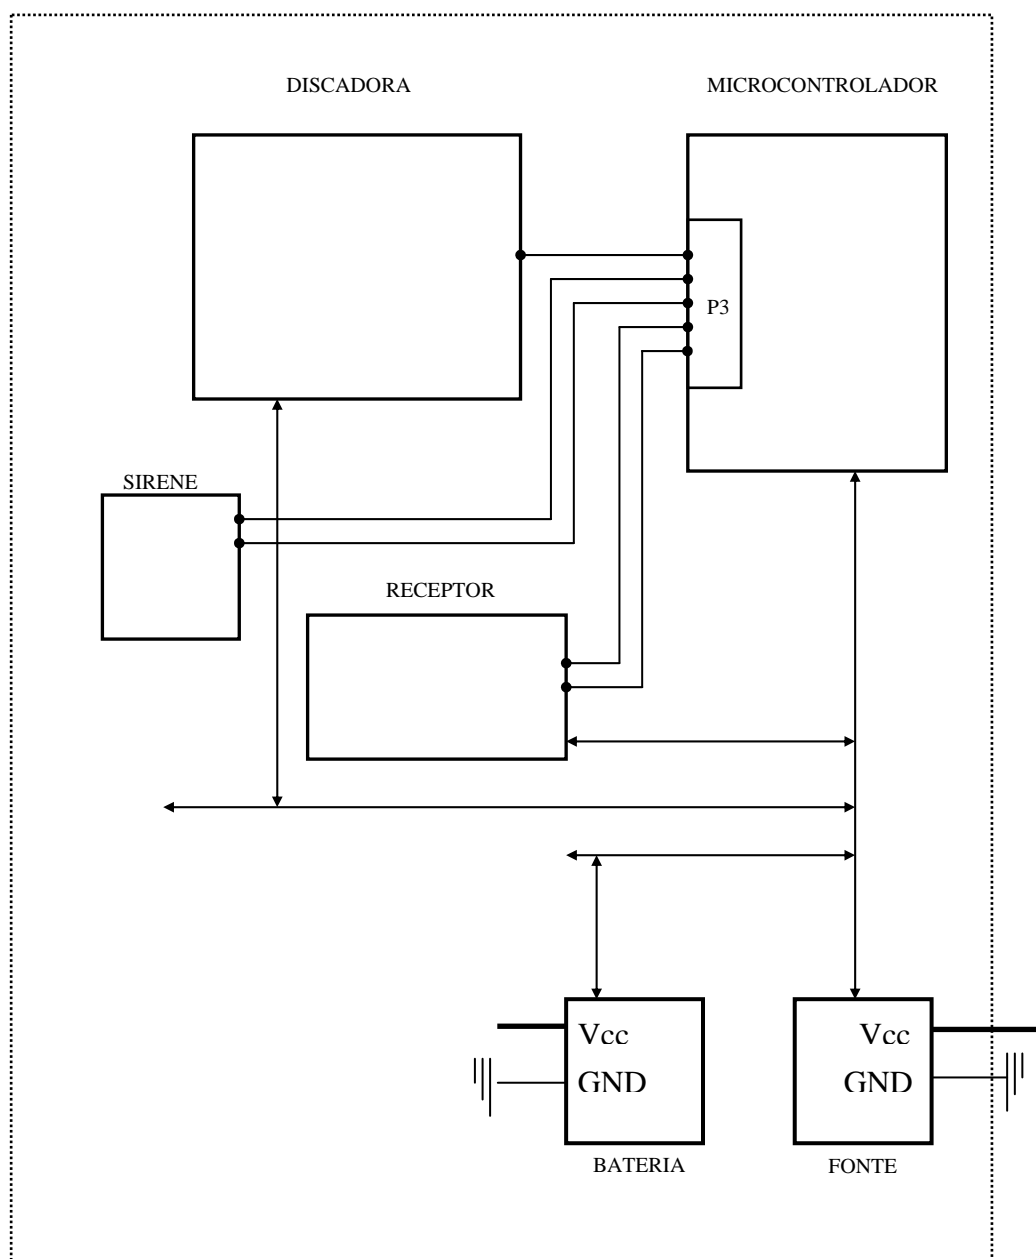 DISCADORA
MICROCONTROLADOR
P3
SIRENE
RECEPTOR
Vcc
GND
Vcc
GND
BATERIA
FONTE